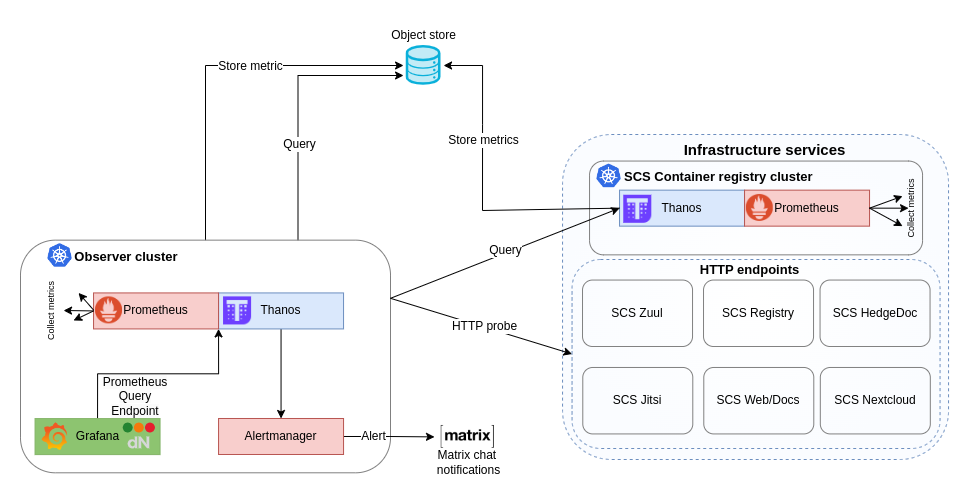 Object store
Store metric
Query
Store metrics
Infrastructure services
SCS Container registry cluster
Thanos
Prometheus
Collect metrics
Observer cluster
Query
HTTP endpoints
Collect metrics
Prometheus
Thanos
HTTP probe
SCS Zuul
SCS Registry
SCS HedgeDoc
Prometheus
Query
Endpoint
SCS Jitsi
SCS Web/Docs
SCS Nextcloud
Grafana
dN
Alertmanager
Alert
[matrix]
Matrix chat
notifications